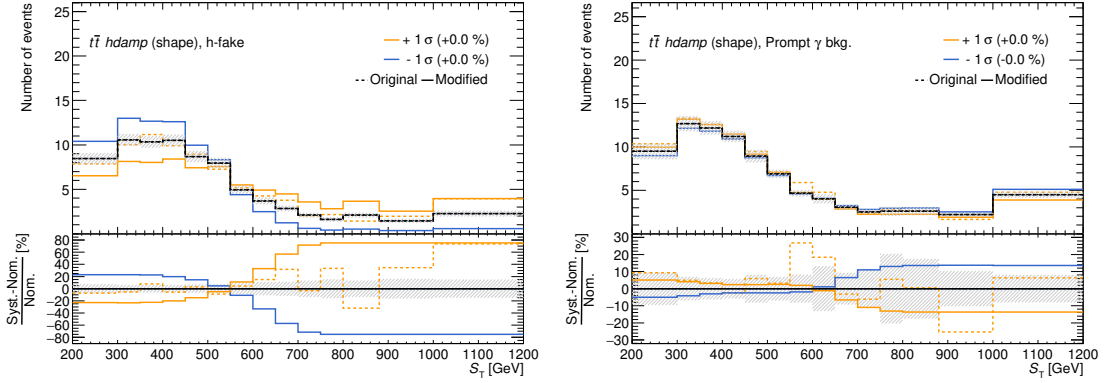 Number of events
25
20
15
10
5
tt̄ hdamp (shape), h-fake
+ 1 σ (+0.0 %)
- 1 σ (+0.0 %)
Original Modified
Syst.-Nom. [%]
Nom.
80
60
40
20
0
−20
−40
−60
−80
200 300 400 500 600 700 800 900 1000 1100 1200
S_T [GeV]
Number of events
25
20
15
10
5
tt̄ hdamp (shape), Prompt γ bkg.
+ 1 σ (+0.0 %)
- 1 σ (-0.0 %)
Original Modified
Syst.-Nom. [%]
Nom.
30
20
10
0
−10
−20
−30
200 300 400 500 600 700 800 900 1000 1100 1200
S_T [GeV]